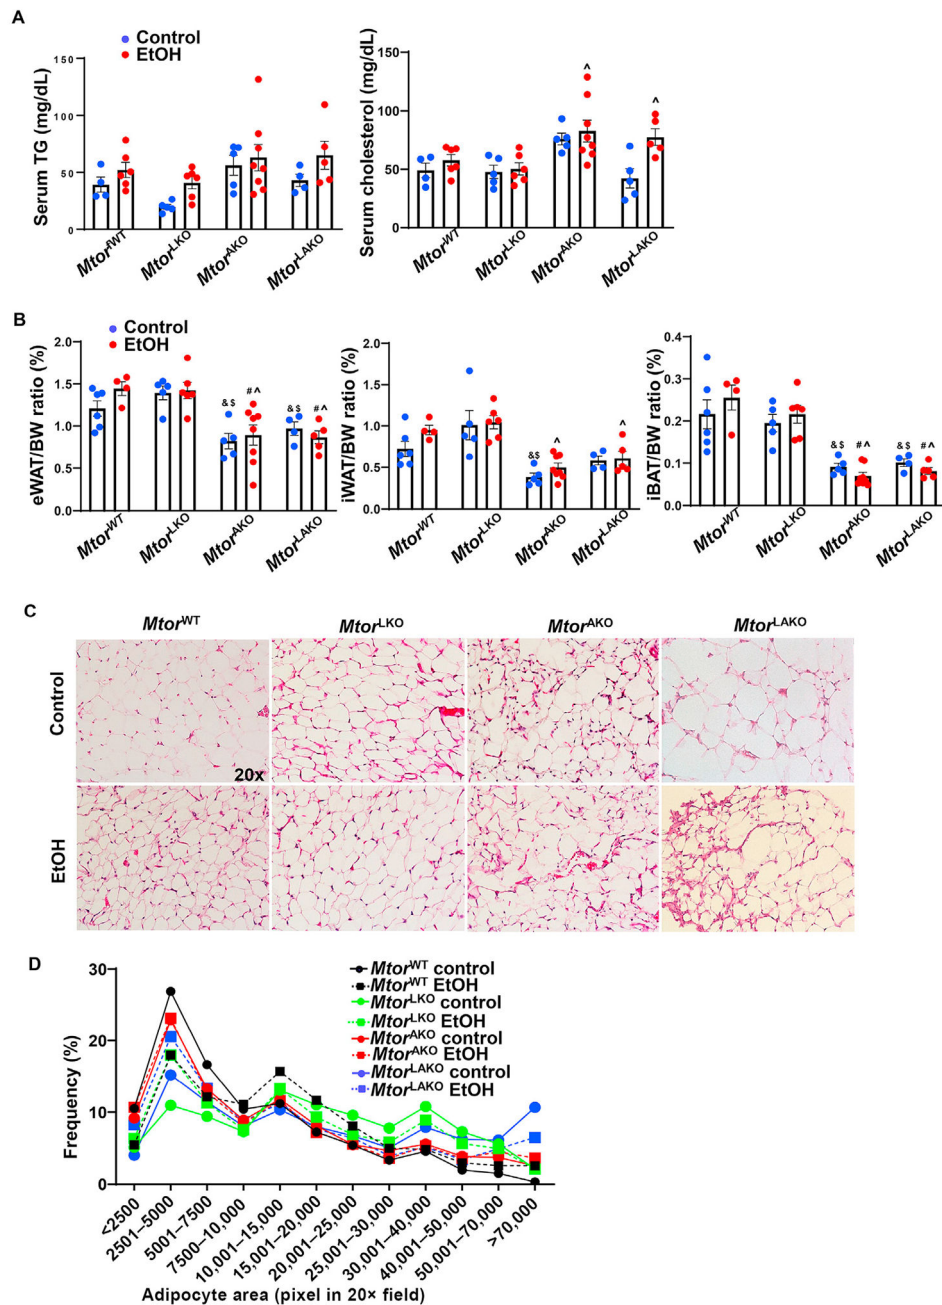 A
Control
EtOH
Serum TG (mg/dL)
150
100
50
0
Mtor^fWT
Mtor^LKO
Mtor^AKO
Mtor^LAKO
Serum cholesterol (mg/dL)
150
100
50
0
^
^
Mtor^WT
Mtor^LKO
Mtor^AKO
Mtor^LAKO
B
Control
EtOH
eWAT/BW ratio (%)
2.0
1.5
1.0
0.5
0.0
&$
#^
&$
#^
Mtor^WT
Mtor^LKO
Mtor^AKO
Mtor^LAKO
iWAT/BW ratio (%)
2.0
1.5
1.0
0.5
0.0
&$
^
^
Mtor^WT
Mtor^LKO
Mtor^AKO
Mtor^LAKO
iBAT/BW ratio (%)
0.4
0.3
0.2
0.1
0.0
&$
#^
&$
#^
Mtor^WT
Mtor^LKO
Mtor^AKO
Mtor^LAKO
C
Mtor^WT
Mtor^LKO
Mtor^AKO
Mtor^LAKO
Control
20x
EtOH
D
Frequency (%)
30
20
10
0
Mtor^WT control
Mtor^WT EtOH
Mtor^LKO control
Mtor^LKO EtOH
Mtor^AKO control
Mtor^AKO EtOH
Mtor^LAKO control
Mtor^LAKO EtOH
<2500
2501–5000
5001–7500
7500–10,000
10,001–15,000
15,001–20,000
20,001–25,000
25,001–30,000
30,001–40,000
40,001–50,000
50,001–70,000
>70,000
Adipocyte area (pixel in 20× field)